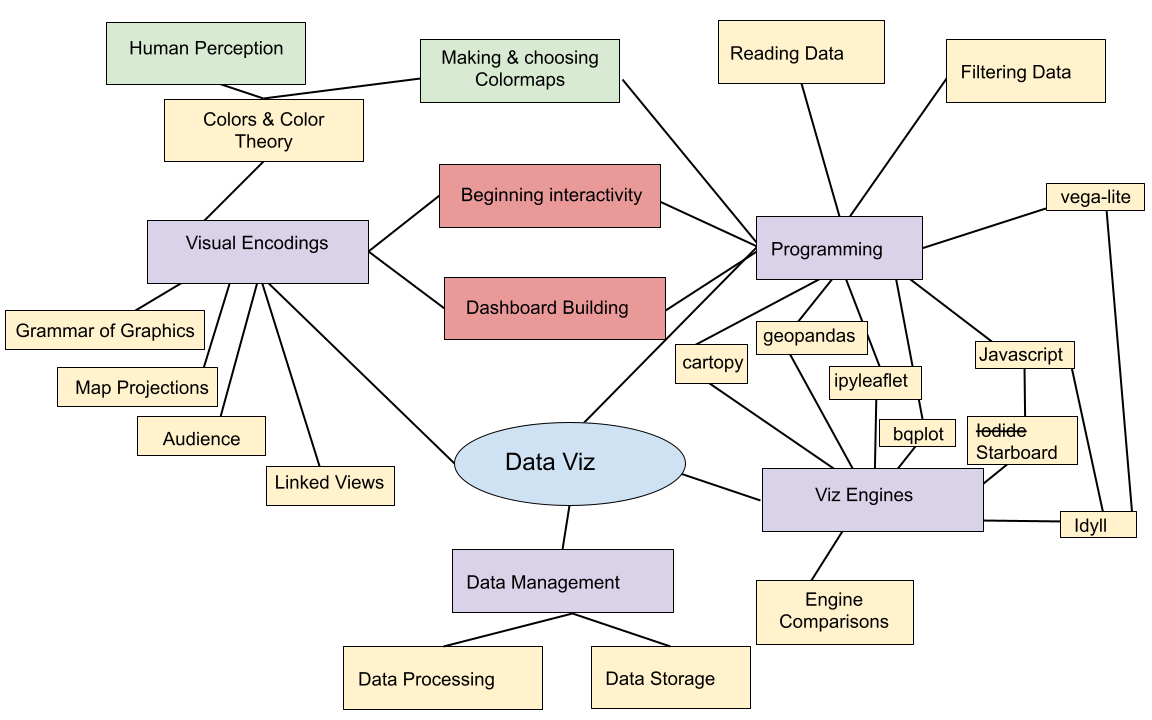 Human Perception
Making & choosing
Colormaps
Reading Data
Filtering Data
Colors & Color
Theory
Beginning interactivity
vega-lite
Visual Encodings
Programming
Dashboard Building
Grammar of Graphics
geopandas
cartopy
Javascript
Map Projections
ipyleaflet
Audience
bqplot
Iodide
Starboard
Data Viz
Linked Views
Viz Engines
Idyll
Data Management
Engine
Comparisons
Data Processing
Data Storage